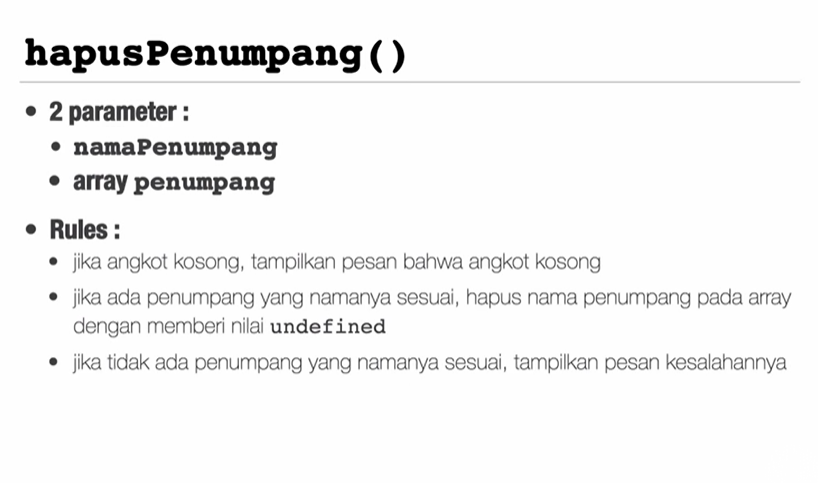 hapusPenumpang()
• 2 parameter :
• namaPenumpang
• array penumpang
• Rules :
• jika angkot kosong, tampilkan pesan bahwa angkot kosong
• jika ada penumpang yang namanya sesuai, hapus nama penumpang pada array
dengan memberi nilai undefined
• jika tidak ada penumpang yang namanya sesuai, tampilkan pesan kesalahannya